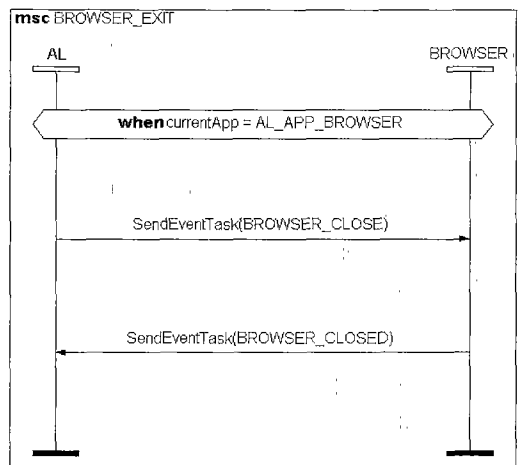 msc BROWSER_EXIT
AL BROWSER
when currentApp = AL_APP_BROWSER
SendEventTask(BROWSER_CLOSE)
SendEventTask(BROWSER_CLOSED)